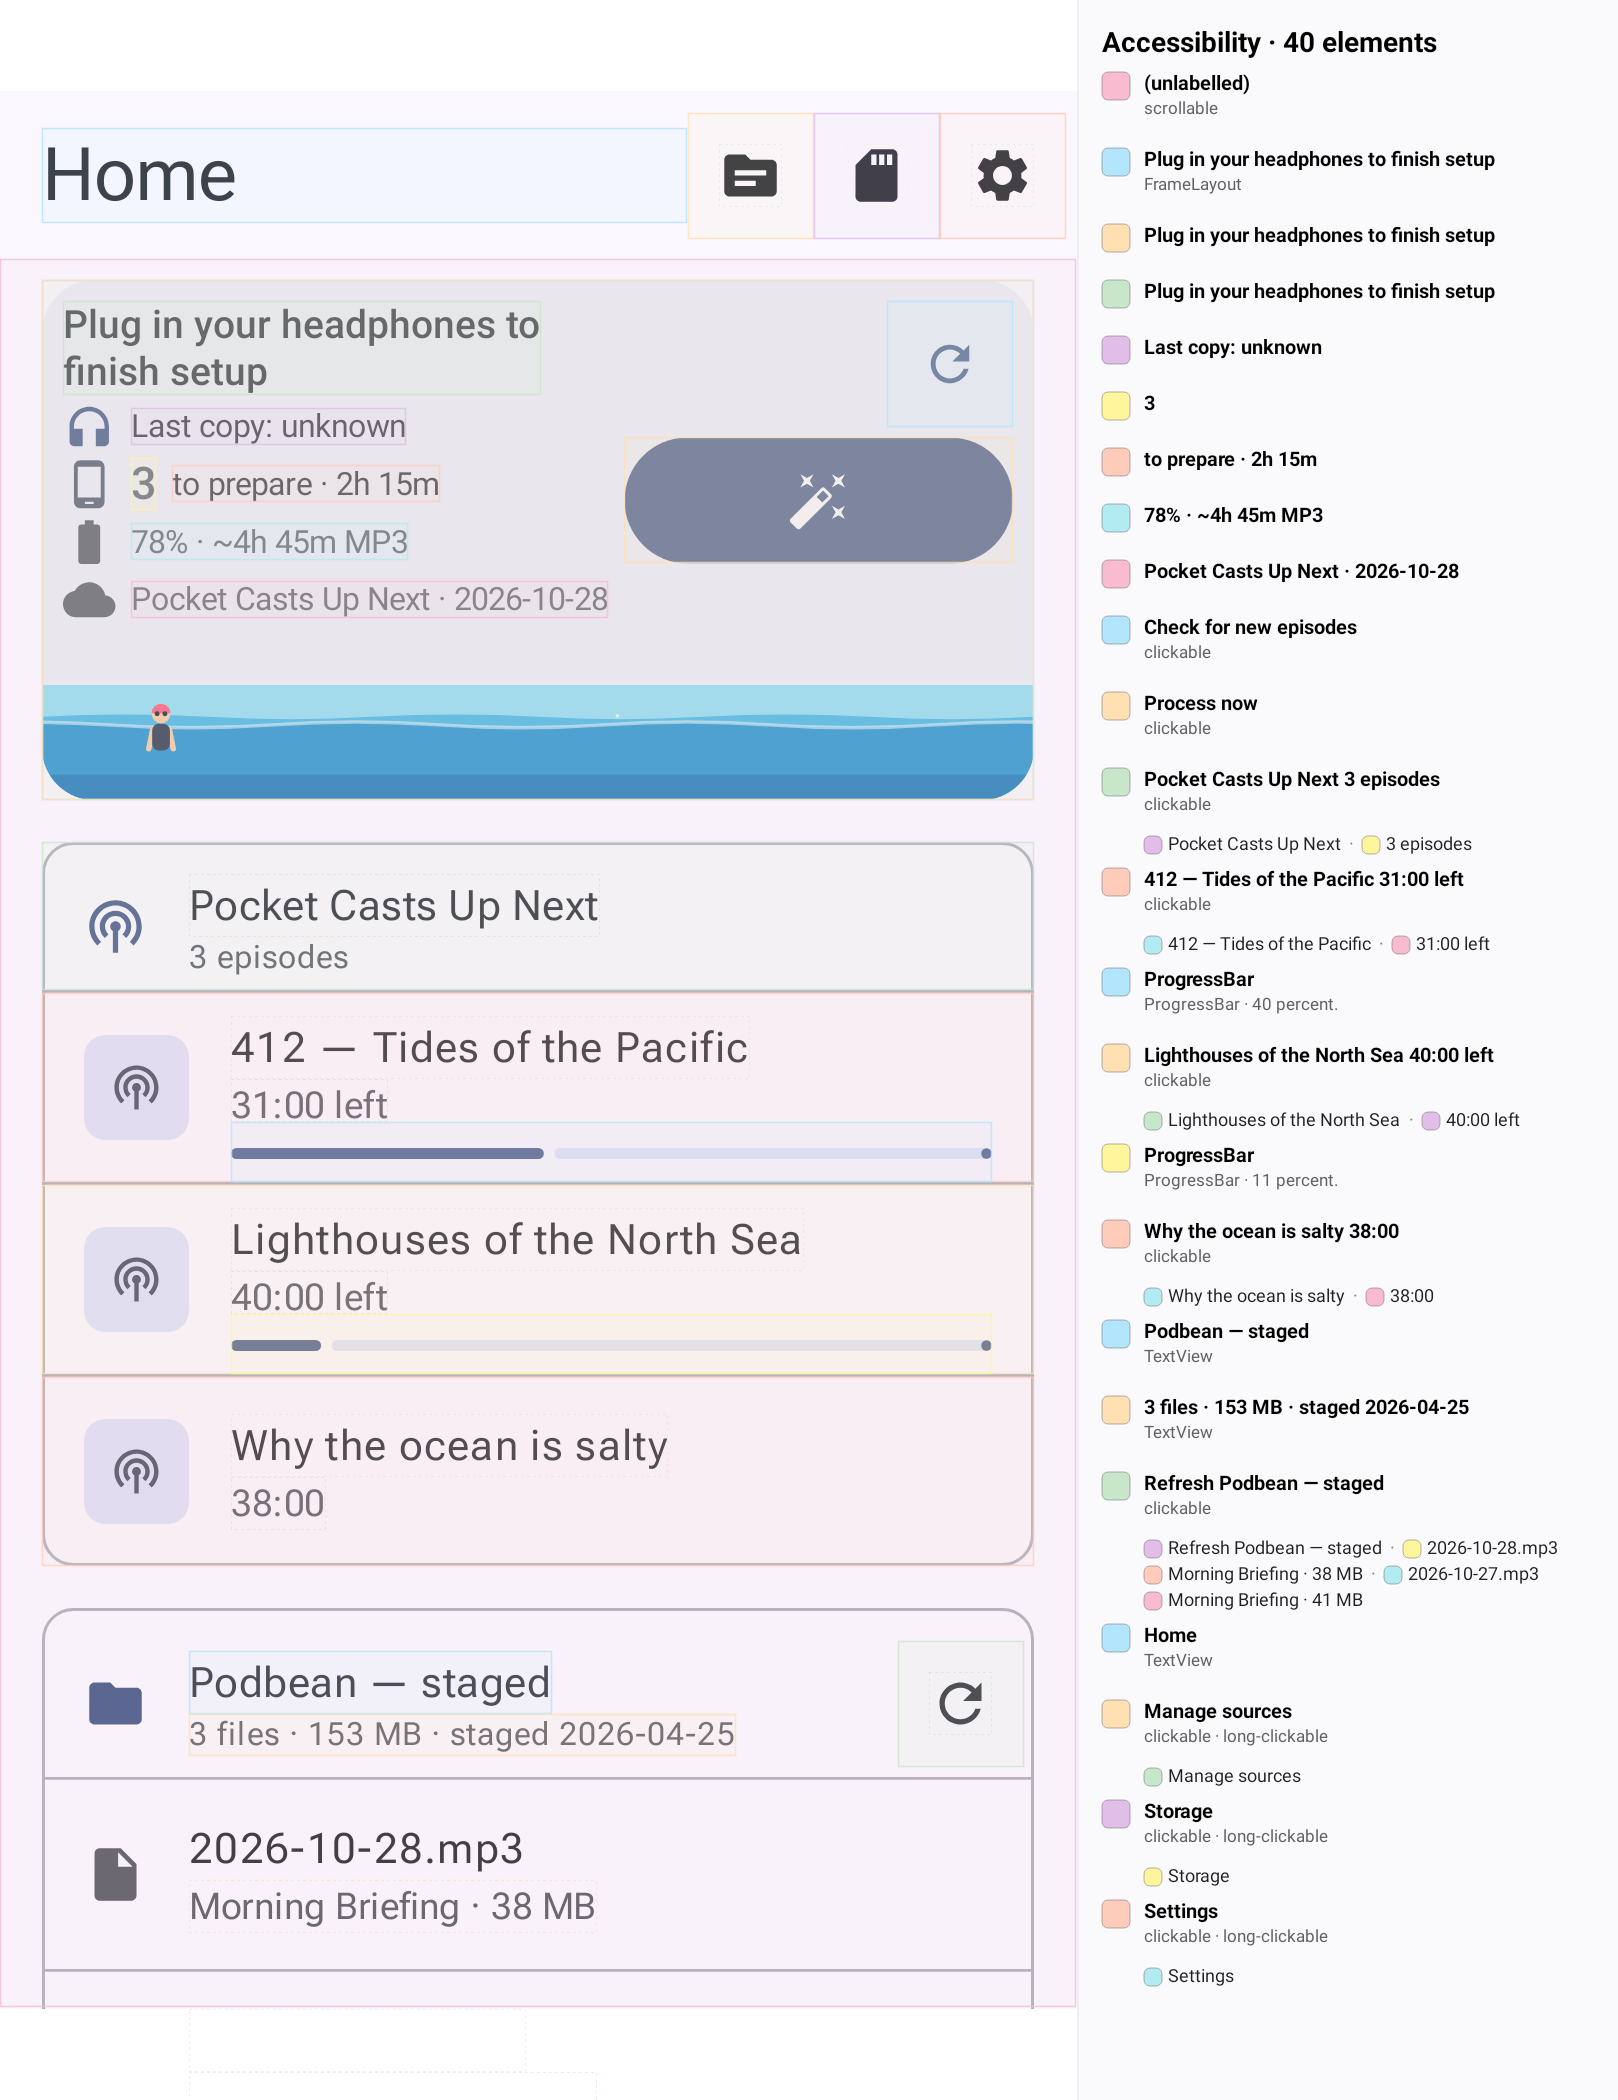 Home
Plug in your headphones to
finish setup
Last copy: unknown
3 to prepare · 2h 15m
78% · ~4h 45m MP3
Pocket Casts Up Next · 2026-10-28
Pocket Casts Up Next
3 episodes
412 — Tides of the Pacific
31:00 left
Lighthouses of the North Sea
40:00 left
Why the ocean is salty
38:00
Podbean — staged
3 files · 153 MB · staged 2026-04-25
2026-10-28.mp3
Morning Briefing · 38 MB
Accessibility · 40 elements
(unlabelled)
scrollable
Plug in your headphones to finish setup
FrameLayout
Plug in your headphones to finish setup
Plug in your headphones to finish setup
Last copy: unknown
3
to prepare · 2h 15m
78% · ~4h 45m MP3
Pocket Casts Up Next · 2026-10-28
Check for new episodes
clickable
Process now
clickable
Pocket Casts Up Next 3 episodes
clickable
Pocket Casts Up Next · 3 episodes
412 — Tides of the Pacific 31:00 left
clickable
412 — Tides of the Pacific · 31:00 left
ProgressBar
ProgressBar · 40 percent.
Lighthouses of the North Sea 40:00 left
clickable
Lighthouses of the North Sea · 40:00 left
ProgressBar
ProgressBar · 11 percent.
Why the ocean is salty 38:00
clickable
Why the ocean is salty · 38:00
Podbean — staged
TextView
3 files · 153 MB · staged 2026-04-25
TextView
Refresh Podbean — staged
clickable
Refresh Podbean — staged · 2026-10-28.mp3
Morning Briefing · 38 MB · 2026-10-27.mp3
Morning Briefing · 41 MB
Home
TextView
Manage sources
clickable · long-clickable
Manage sources
Storage
clickable · long-clickable
Storage
Settings
clickable · long-clickable
Settings